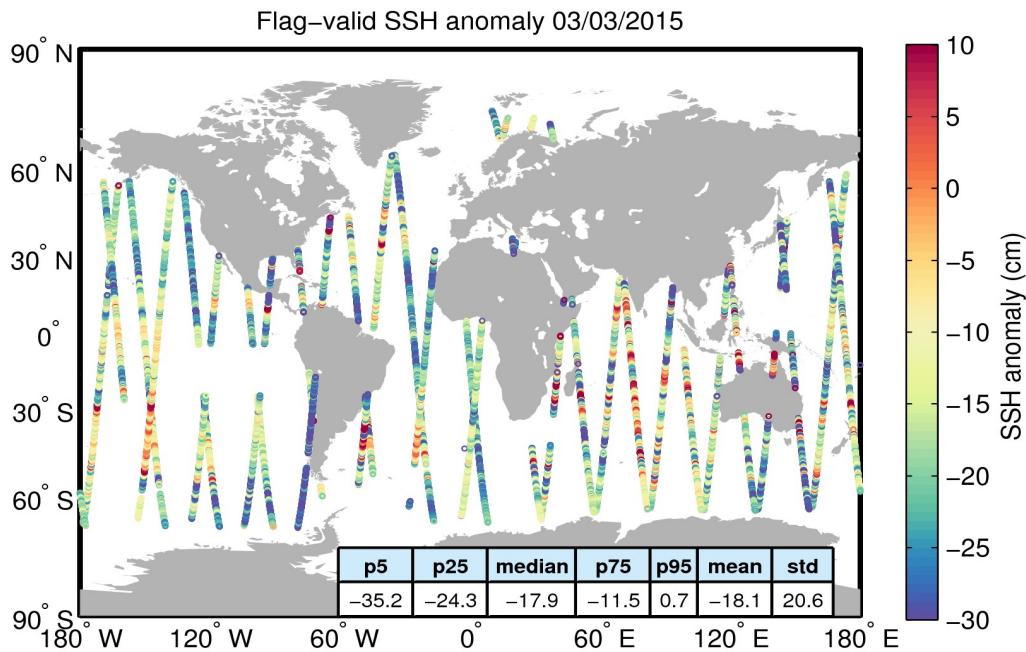 Flag−valid SSH anomaly 03/03/2015
90° N
60° N
30° N
0°
30° S
60° S
90° S
180° W
120° W
60° W
0°
60° E
120° E
180° E
p5 p25 median p75 p95 mean std
−35.2 −24.3 −17.9 −11.5 0.7 −18.1 20.6
10
5
0
−5
−10
−15
−20
−25
−30
SSH anomaly (cm)